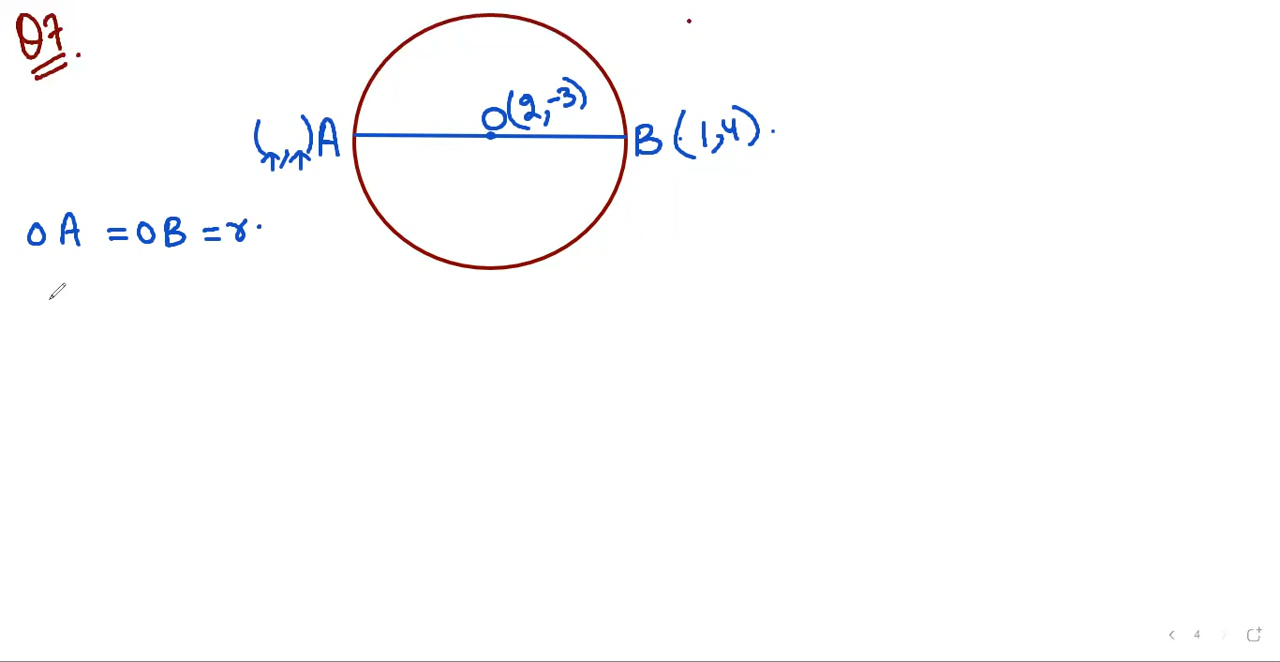 Q7.
O(2,-3)
( , )A B (1,4).
OA = OB = r.
4